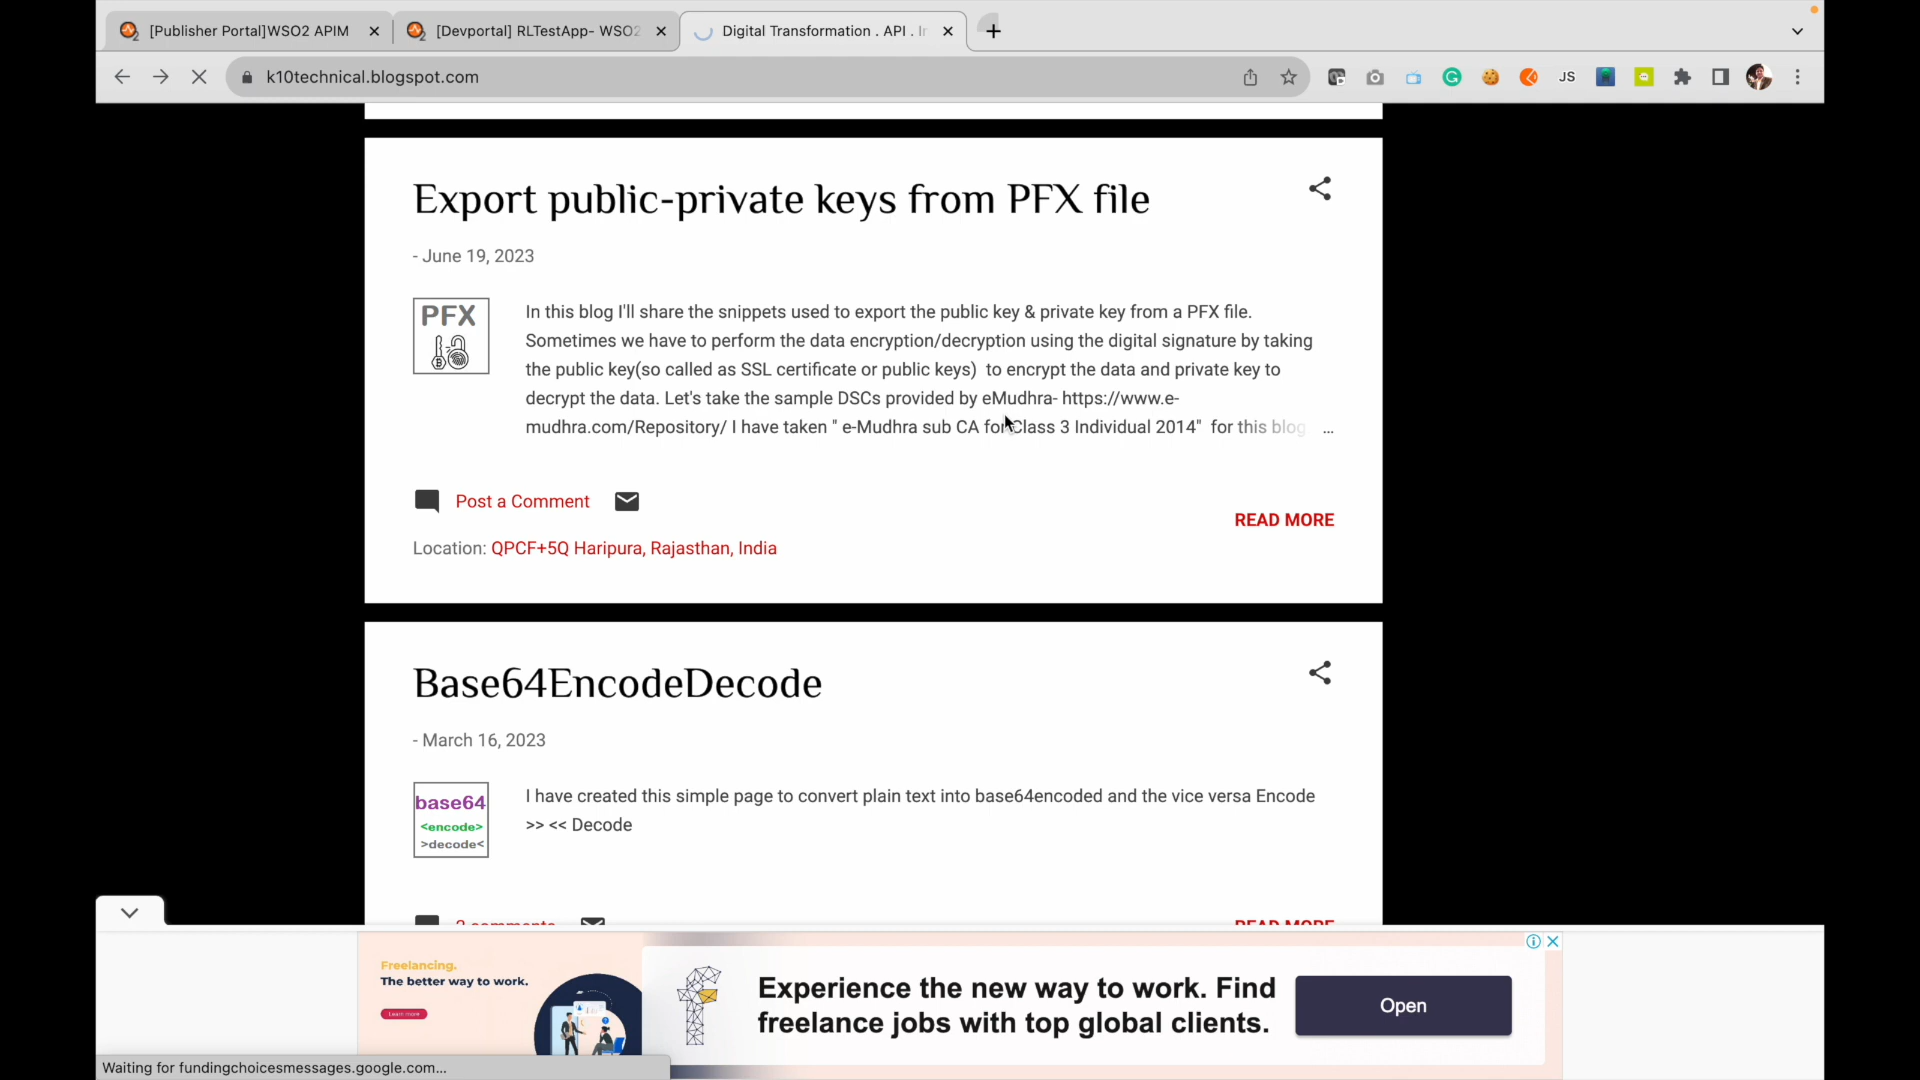 [Publisher Portal]WSO2 APIM
[Devportal] RLTestApp- WSO2
Digital Transformation . API . In
k10technical.blogspot.com
JS
Export public-private keys from PFX file
- June 19, 2023
PFX
In this blog I'll share the snippets used to export the public key & private key from a PFX file.
Sometimes we have to perform the data encryption/decryption using the digital signature by taking
the public key(so called as SSL certificate or public keys) to encrypt the data and private key to
decrypt the data. Let's take the sample DSCs provided by eMudhra- https://www.e-
mudhra.com/Repository/ I have taken " e-Mudhra sub CA for Class 3 Individual 2014" for this blog ...
Post a Comment
READ MORE
Location: QPCF+5Q Haripura, Rajasthan, India
Base64EncodeDecode
- March 16, 2023
base64
<encode>
>decode<
I have created this simple page to convert plain text into base64encoded and the vice versa Encode
>> << Decode
2 comments
READ MORE
Freelancing.
The better way to work.
Learn more
Experience the new way to work. Find
freelance jobs with top global clients.
Open
Waiting for fundingchoicesmessages.google.com...